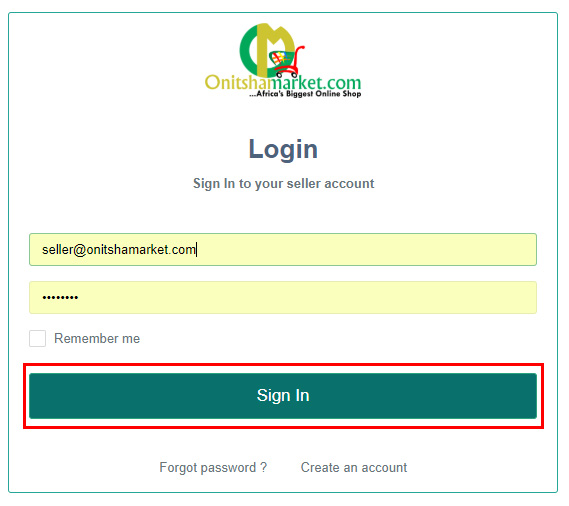 Onitshamarket.com
...Africa's Biggest Online Shop
Login
Sign In to your seller account
seller@onitshamarket.com
••••••••
Remember me
Sign In
Forgot password ? Create an account